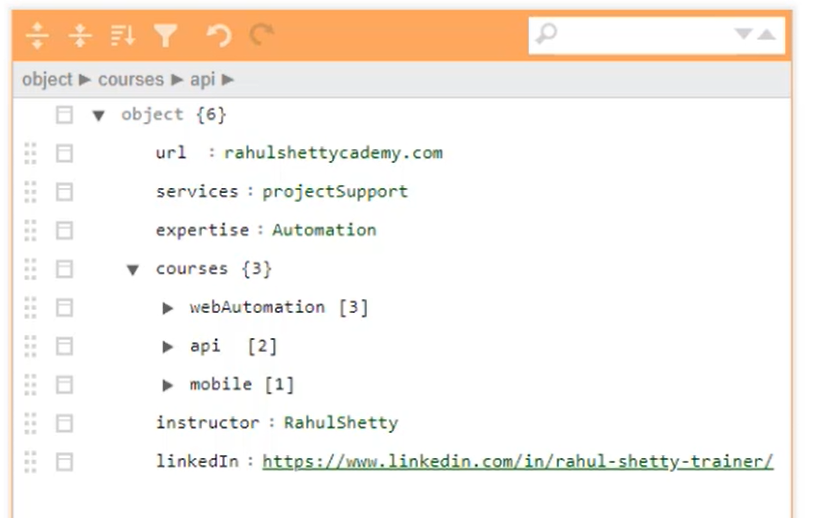 object ► courses ► api ►
▼ object {6}
url : rahulshettycademy.com
services : projectSupport
expertise : Automation
▼ courses {3}
► webAutomation [3]
► api [2]
► mobile [1]
instructor : RahulShetty
linkedIn : https://www.linkedin.com/in/rahul-shetty-trainer/